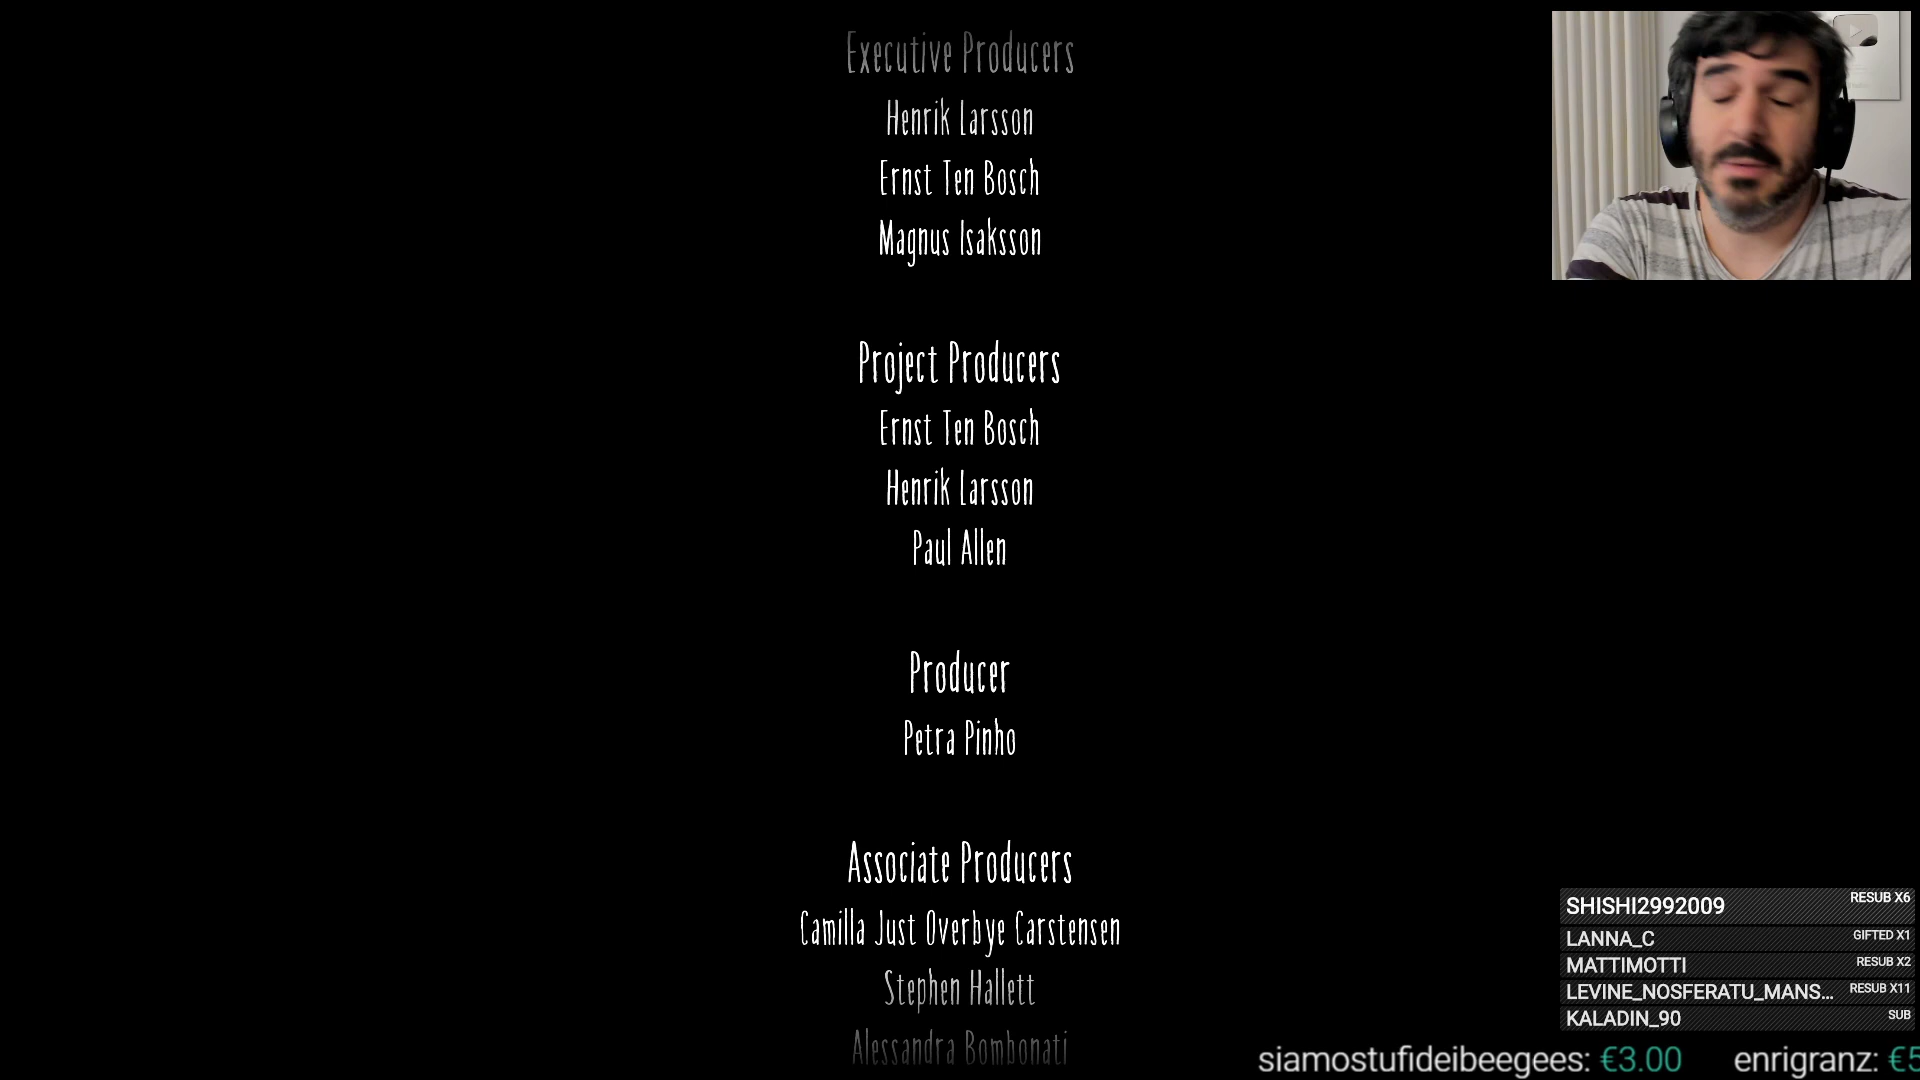 Executive Producers
Henrik Larsson
Ernst Ten Bosch
Magnus Isaksson
Project Producers
Ernst Ten Bosch
Henrik Larsson
Paul Allen
Producer
Petra Pinho
Associate Producers
Camilla Just Overbye Carstensen
Stephen Hallett
Alessandra Bombonati
SHISHI2992009 RESUB X6
LANNA_C GIFTED X1
MATTIMOTTI RESUB X2
LEVINE_NOSFERATU_MANS... RESUB X11
KALADIN_90 SUB
siamostufideibeegees: €3.00 enrigranz: €5